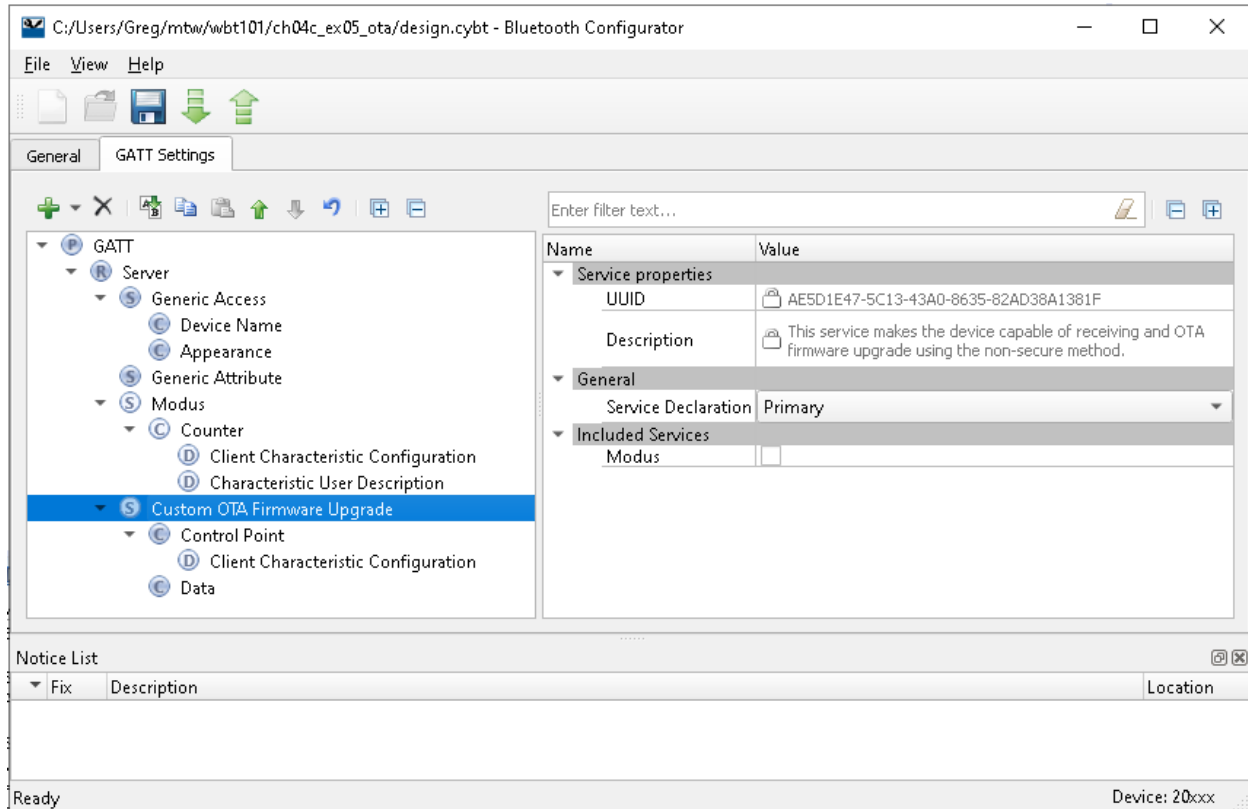 C:/Users/Greg/mtw/wbt101/ch04c_ex05_ota/design.cybt - Bluetooth Configurator
File View Help
General GATT Settings
Enter filter text...
GATT
Server
Generic Access
Device Name
Appearance
Generic Attribute
Modus
Counter
Client Characteristic Configuration
Characteristic User Description
Custom OTA Firmware Upgrade
Control Point
Client Characteristic Configuration
Data
Name Value
Service properties
UUID AE5D1E47-5C13-43A0-8635-82AD38A1381F
Description This service makes the device capable of receiving and OTA
firmware upgrade using the non-secure method.
General
Service Declaration Primary
Included Services
Modus
Notice List
Fix Description Location
Ready Device: 20xxx